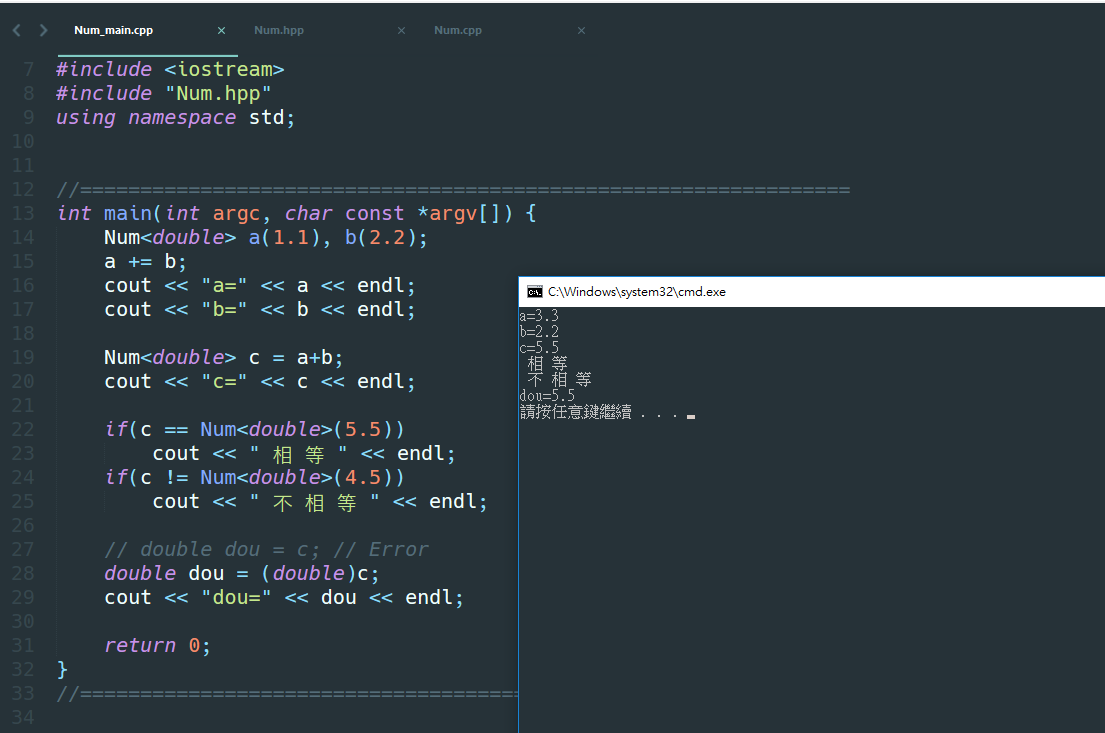 Num_main.cpp × Num.hpp × Num.cpp ×
7 #include <iostream>
8 #include "Num.hpp"
9 using namespace std;
10
11
12 //================================================================
13 int main(int argc, char const *argv[]) {
14     Num<double> a(1.1), b(2.2);
15     a += b;
16     cout << "a=" << a << endl;
17     cout << "b=" << b << endl;
18
19     Num<double> c = a+b;
20     cout << "c=" << c << endl;
21
22     if(c == Num<double>(5.5))
23         cout << " 相 等 " << endl;
24     if(c != Num<double>(4.5))
25         cout << " 不 相 等 " << endl;
26
27     // double dou = c; // Error
28     double dou = (double)c;
29     cout << "dou=" << dou << endl;
30
31     return 0;
32 }
33 //=====================================
34
C:\Windows\system32\cmd.exe
a=3.3
b=2.2
c=5.5
 相 等
 不 相 等
dou=5.5
請按任意鍵繼續 . . .